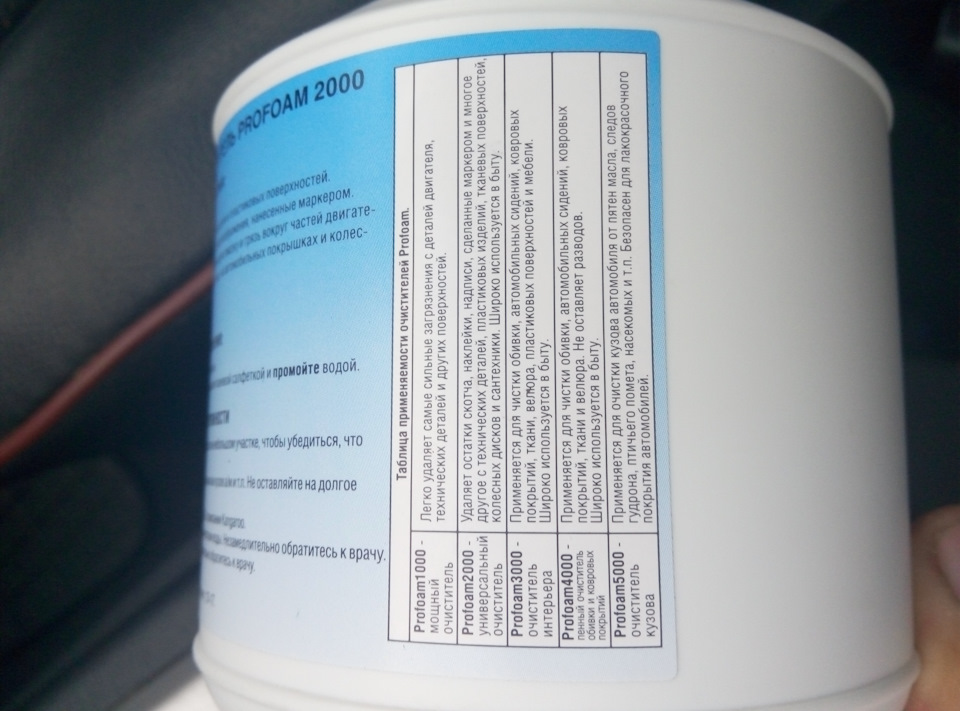 PROFOAM 2000
поверхностей.
нанесенные маркером.
грязь вокруг частей двигате-
покрышках и колес-
салфеткой и промойте водой.
участке, чтобы убедиться, что
и т.п. Не оставляйте на долгое
Kangaroo.
Незамедлительно обратитесь к врачу.
к врачу.
Таблица применяемости очистителей Profoam.
Profoam1000 -
мощный
очиститель
Легко удаляет самые сильные загрязнения с деталей двигателя,
технических деталей и других поверхностей.
Profoam2000 -
универсальный
очиститель
Удаляет остатки скотча, наклейки, надписи, сделанные маркером и многое
другое с технических деталей, пластиковых изделий, тканевых поверхностей,
колесных дисков и сантехники. Широко используется в быту.
Profoam3000 -
очиститель
интерьера
Применяется для чистки обивки, автомобильных сидений, ковровых
покрытий, ткани, велюра, пластиковых поверхностей и мебели.
Широко используется в быту.
Profoam4000 -
пенный очиститель
обивки и ковровых
покрытий
Применяется для чистки обивки, автомобильных сидений, ковровых
покрытий, ткани и велюра. Не оставляет разводов.
Широко используется в быту.
Profoam5000 -
очиститель
кузова
Применяется для очистки кузова автомобиля от пятен масла, следов
гудрона, птичьего помета, насекомых и т.п. Безопасен для лакокрасочного
покрытия автомобилей.